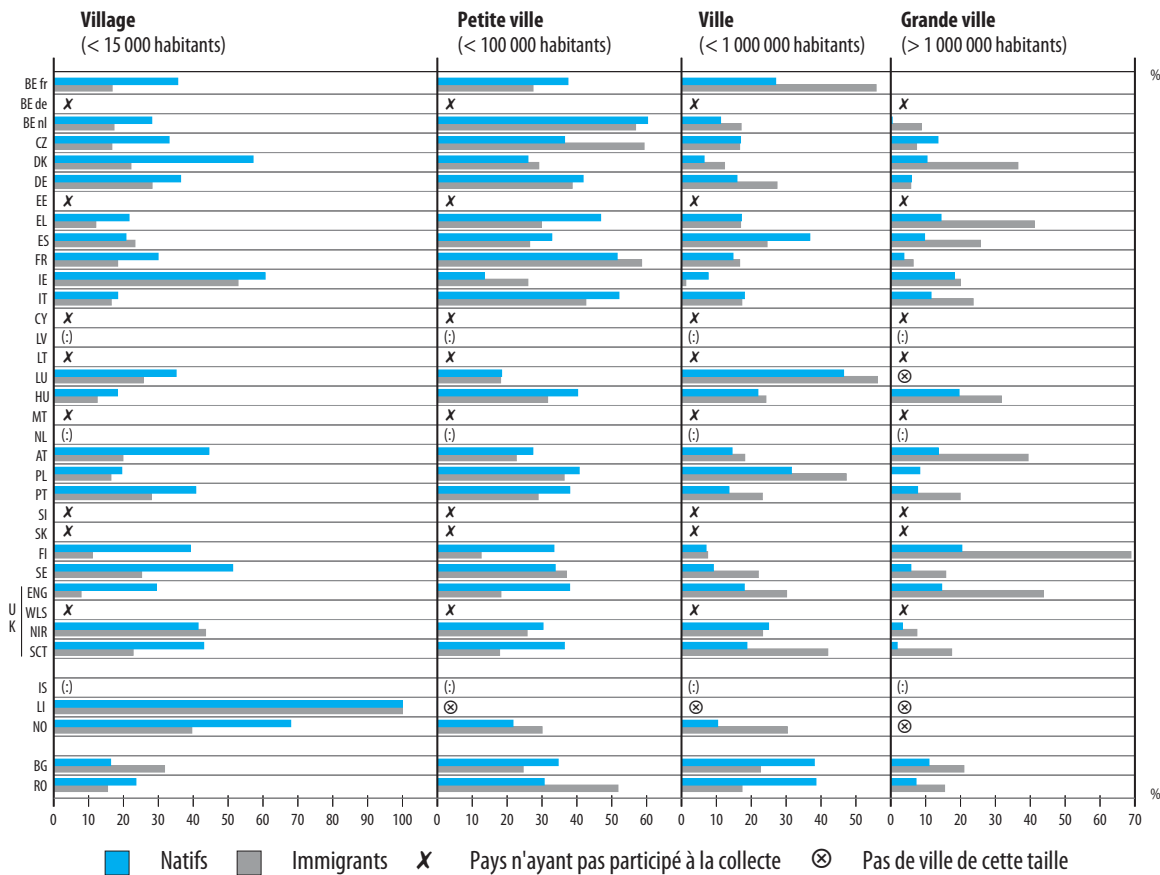 Village Petite ville Ville Grande ville
(< 15 000 habitants) (< 100 000 habitants) (< 1 000 000 habitants) (> 1 000 000 habitants)
%
BE fr
BE de ✗ ✗ ✗ ✗
BE nl
CZ
DK
DE
EE ✗ ✗ ✗ ✗
EL
ES
FR
IE
IT
CY ✗ ✗ ✗ ✗
LV (:) (:) (:) (:)
LT ✗ ✗ ✗ ✗
LU ⊗
HU
MT ✗ ✗ ✗ ✗
NL (:) (:) (:) (:)
AT
PL
PT
SI ✗ ✗ ✗ ✗
SK ✗ ✗ ✗ ✗
FI
SE
UK
ENG
WLS ✗ ✗ ✗ ✗
NIR
SCT
IS (:) (:) (:) (:)
LI ⊗ ⊗ ⊗
NO ⊗
BG
RO
%
0 10 20 30 40 50 60 70 80 90 100 0 10 20 30 40 50 60 0 10 20 30 40 50 0 10 20 30 40 50 60 70
Natifs Immigrants ✗ Pays n'ayant pas participé à la collecte ⊗ Pas de ville de cette taille